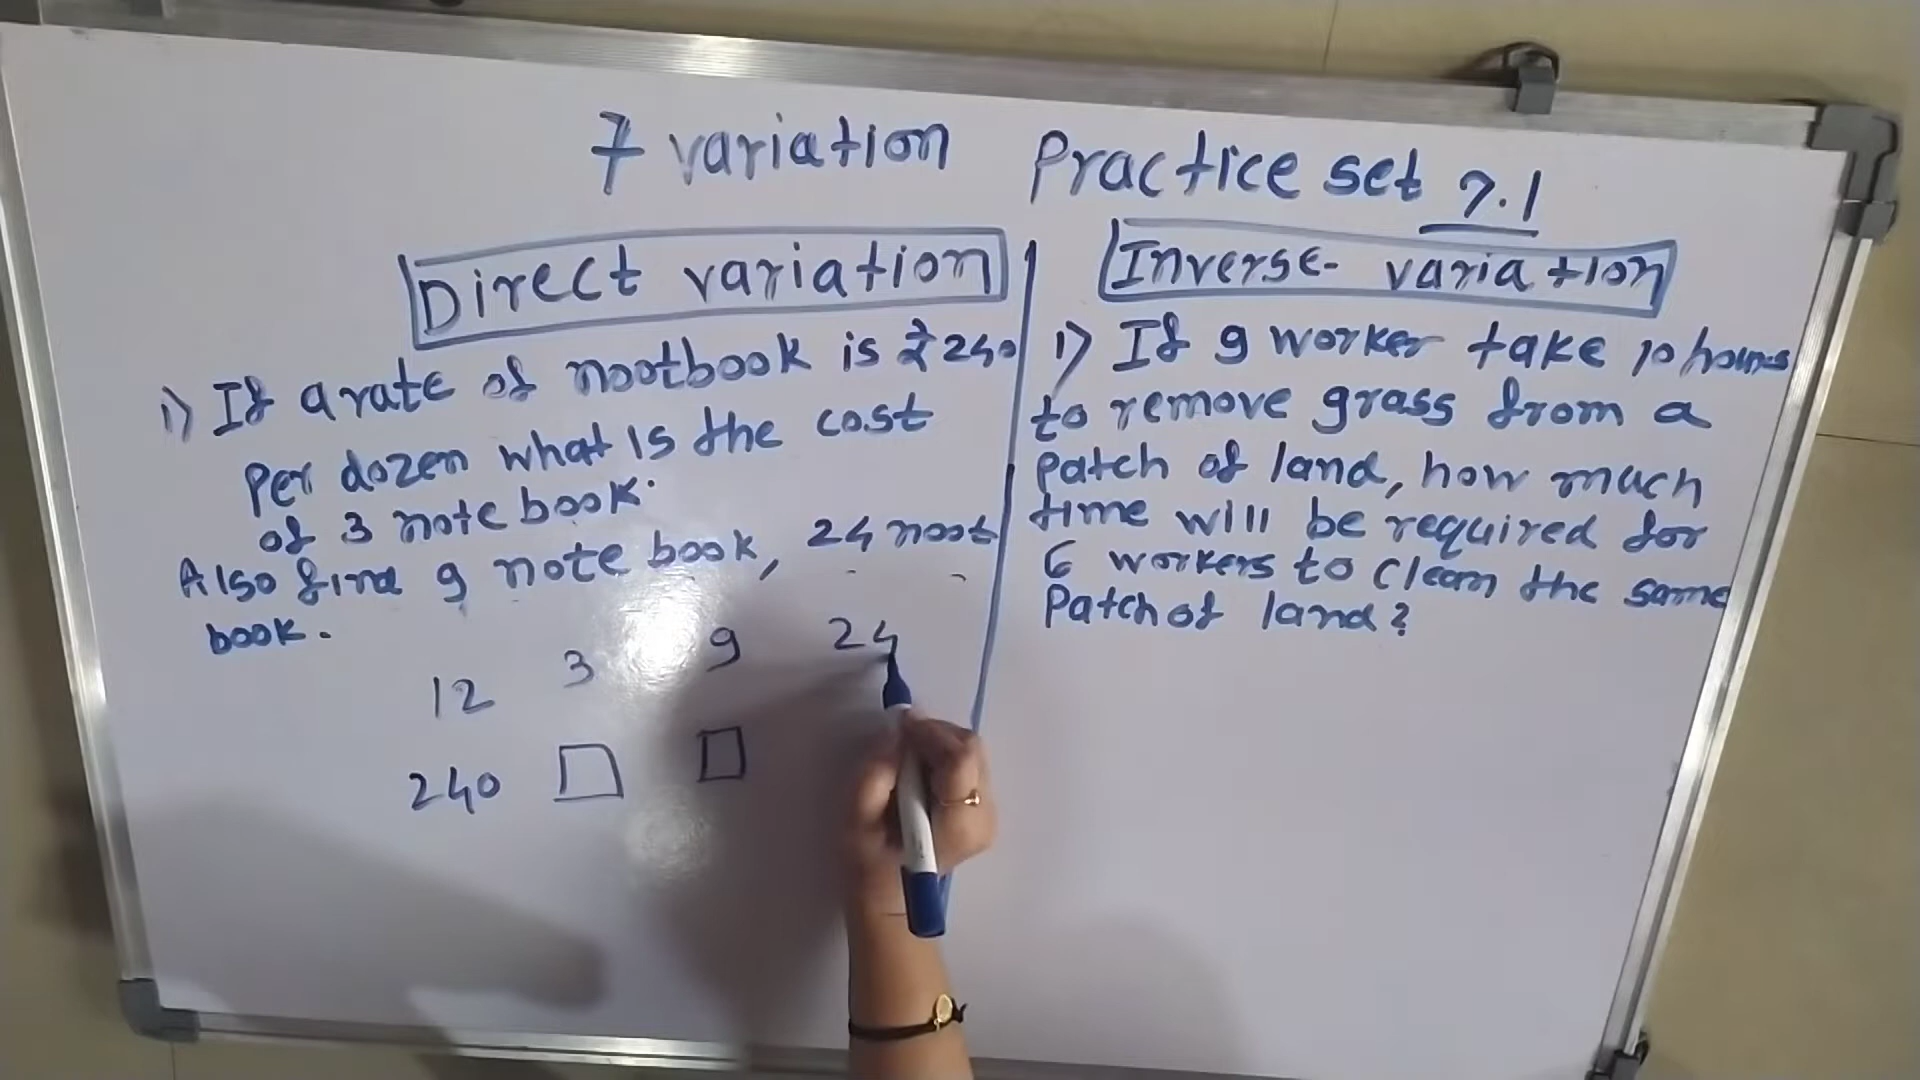 7 variation Practice set 7.1
Direct variation
1) If a rate of nootbook is ₹ 240
Per dozen what is the cost
of 3 note book.
Also find 9 note book, 24 noot
book.
12 3 9 24
240
Inverse- variation
1) If 9 worker take 10 hours
to remove grass from a
patch of land, how much
time will be required for
6 workers to clean the same
Patch of land?